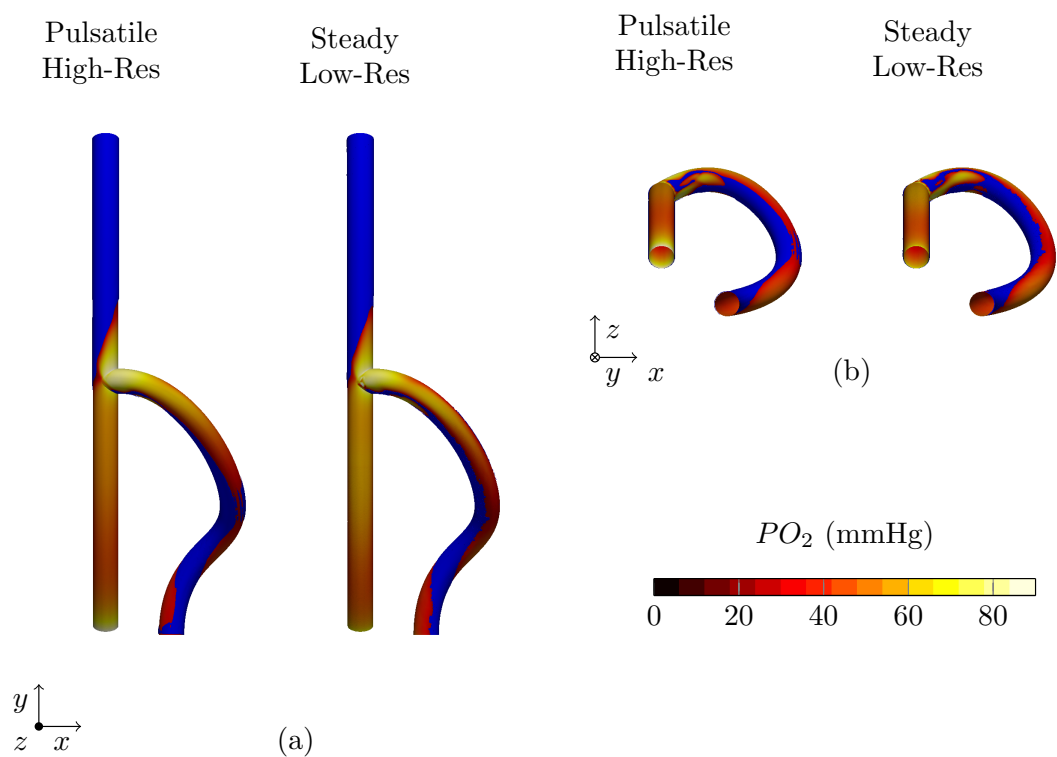 Pulsatile
High-Res
Steady
Low-Res
Pulsatile
High-Res
Steady
Low-Res
z
y x
(b)
PO2 (mmHg)
0 20 40 60 80
y
z x
(a)